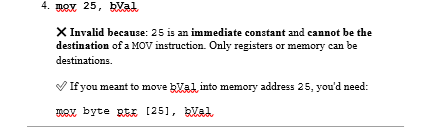 4. mov 25, bVal
❌ Invalid because: 25 is an immediate constant and cannot be the
destination of a MOV instruction. Only registers or memory can be
destinations.
✅ If you meant to move bVal into memory address 25, you'd need:
mov byte ptr [25], bVal